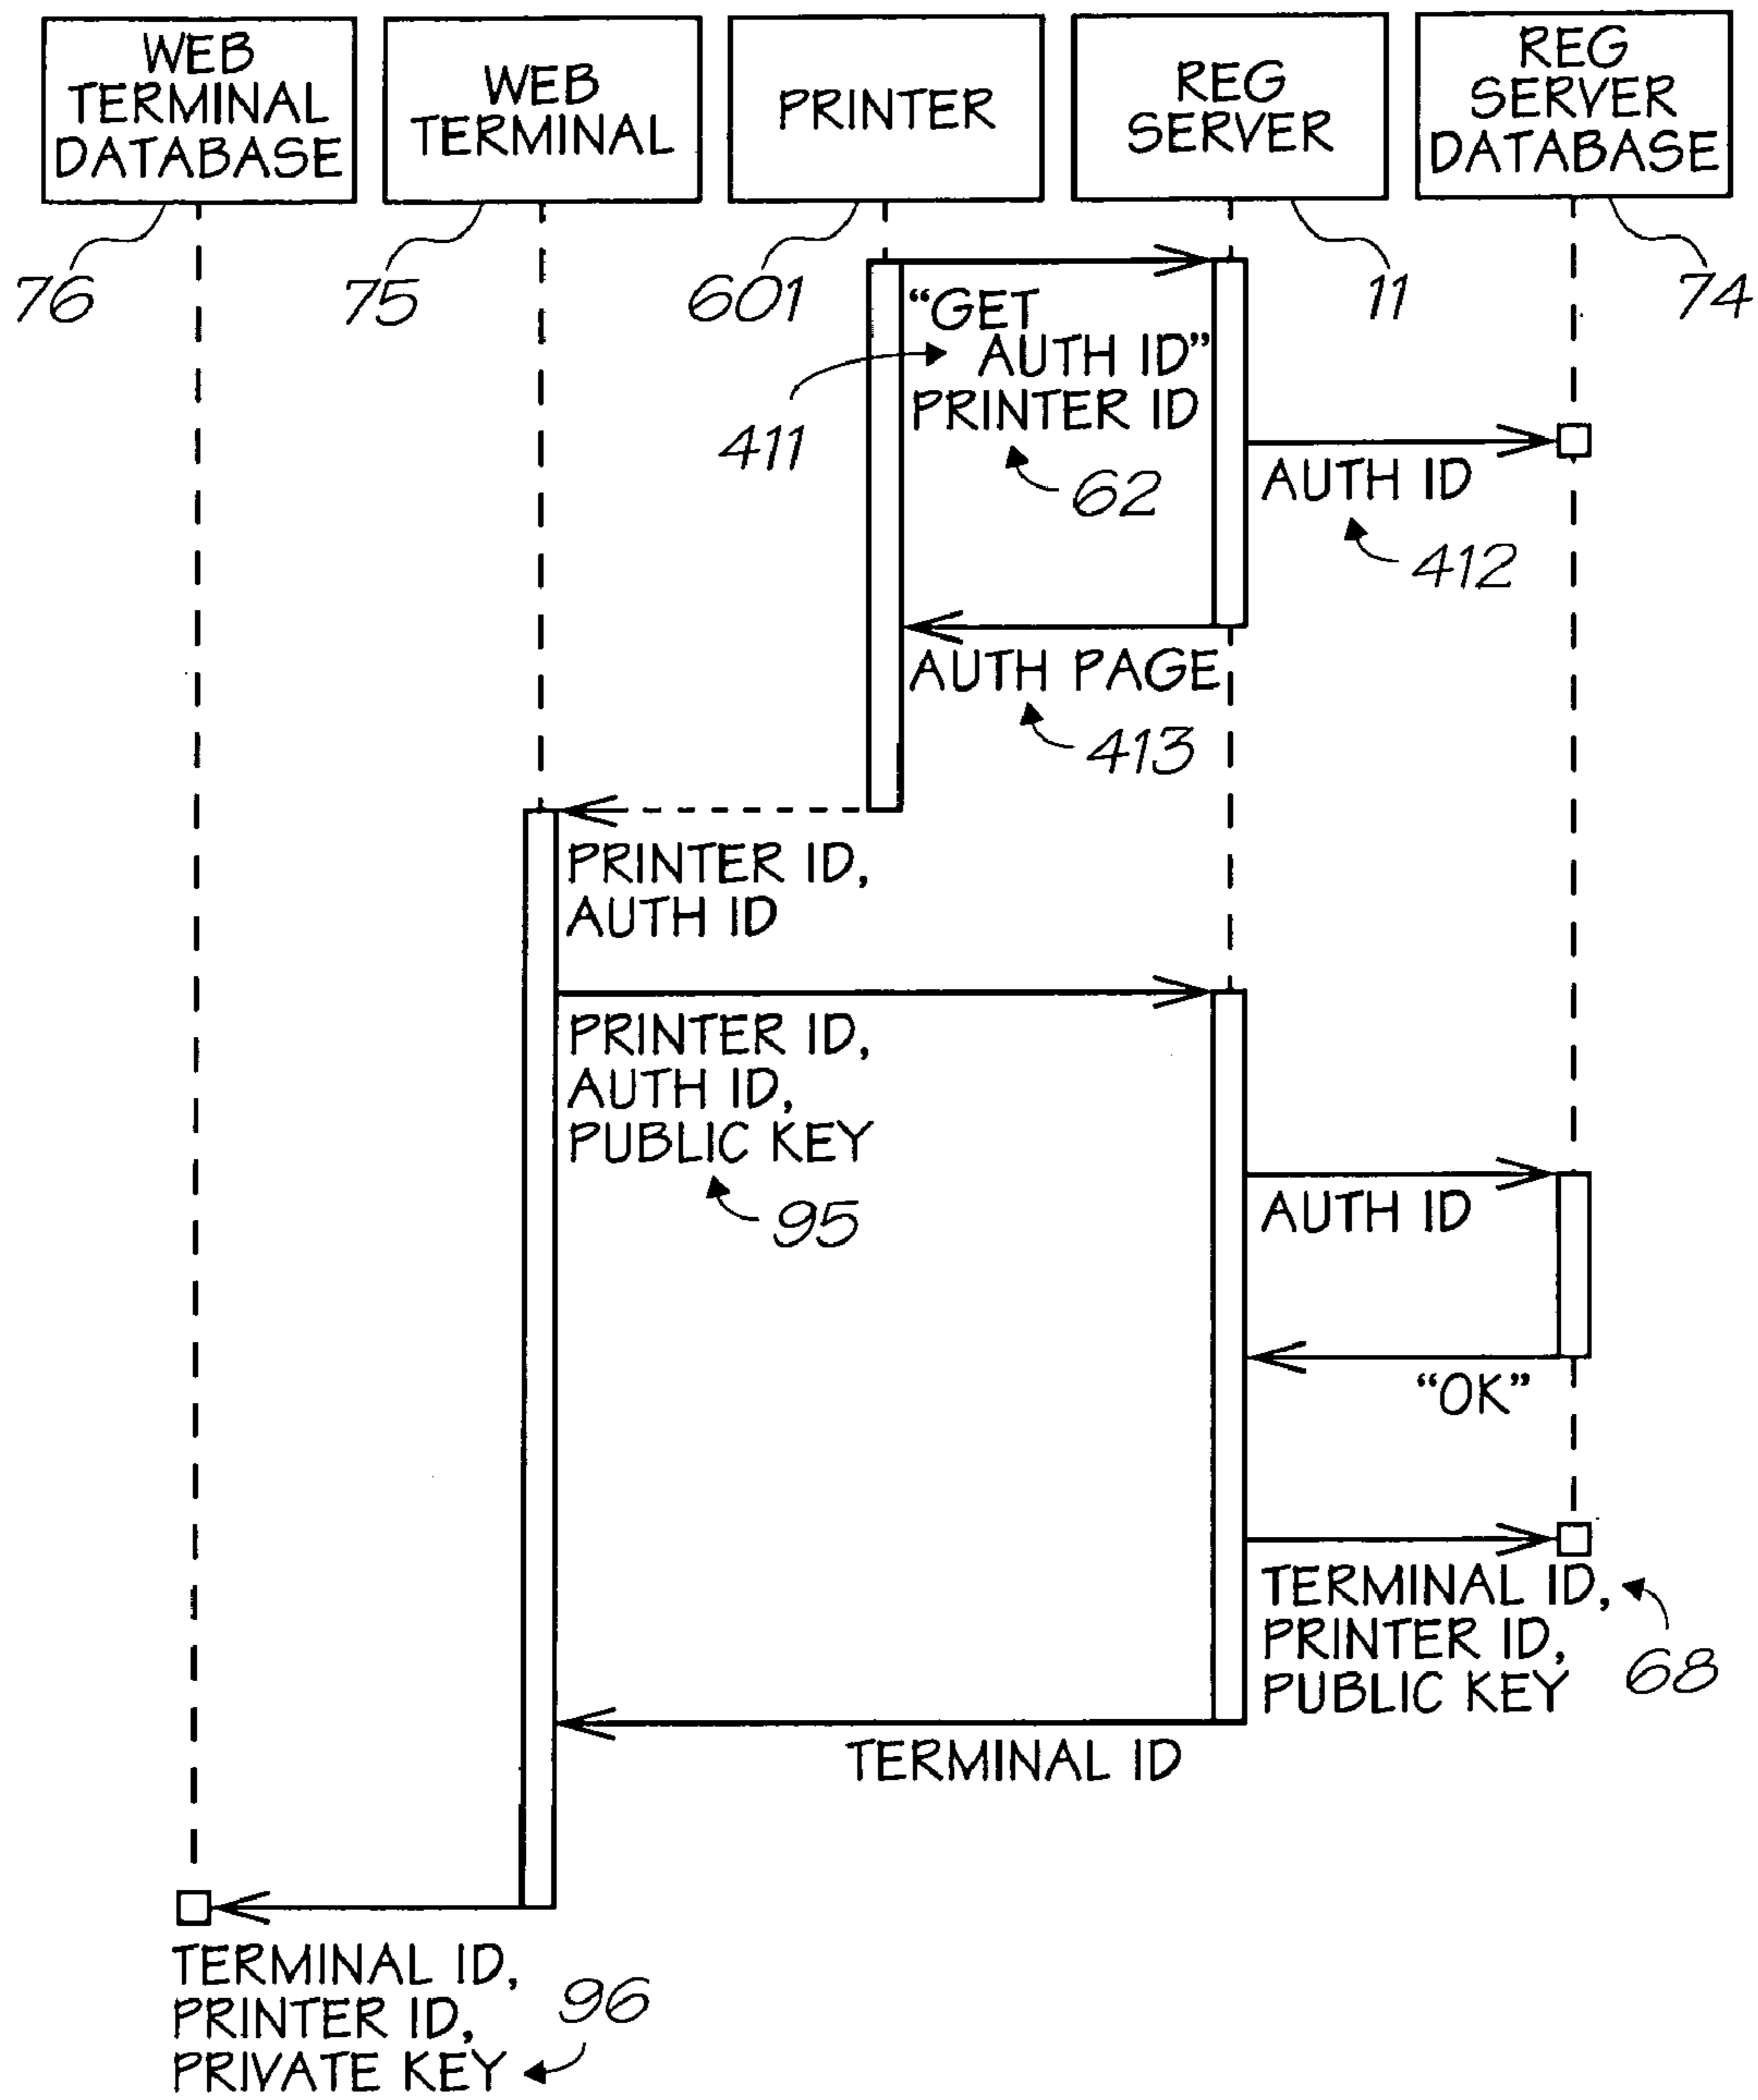 WEB
TERMINAL
DATABASE
WEB
TERMINAL
PRINTER
REG
SERVER
REG
SERVER
DATABASE
76
75
601
11
74
"GET
AUTH ID"
PRINTER ID
411
62
AUTH ID
412
AUTH PAGE
413
PRINTER ID,
AUTH ID
PRINTER ID,
AUTH ID,
PUBLIC KEY
95
AUTH ID
"OK"
TERMINAL ID,
PRINTER ID,
PUBLIC KEY
68
TERMINAL ID
TERMINAL ID,
PRINTER ID,
PRIVATE KEY
96